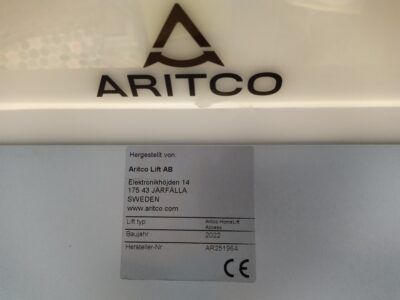 ARITCO
Hergestellt von:
Aritco Lift AB
Elektronikhöjden 14
175 43 JÄRFÄLLA
SWEDEN
www.aritco.com
Lift typ: Aritco HomeLift
Access
Baujahr: 2022
Hersteller-Nr AR251964
CE